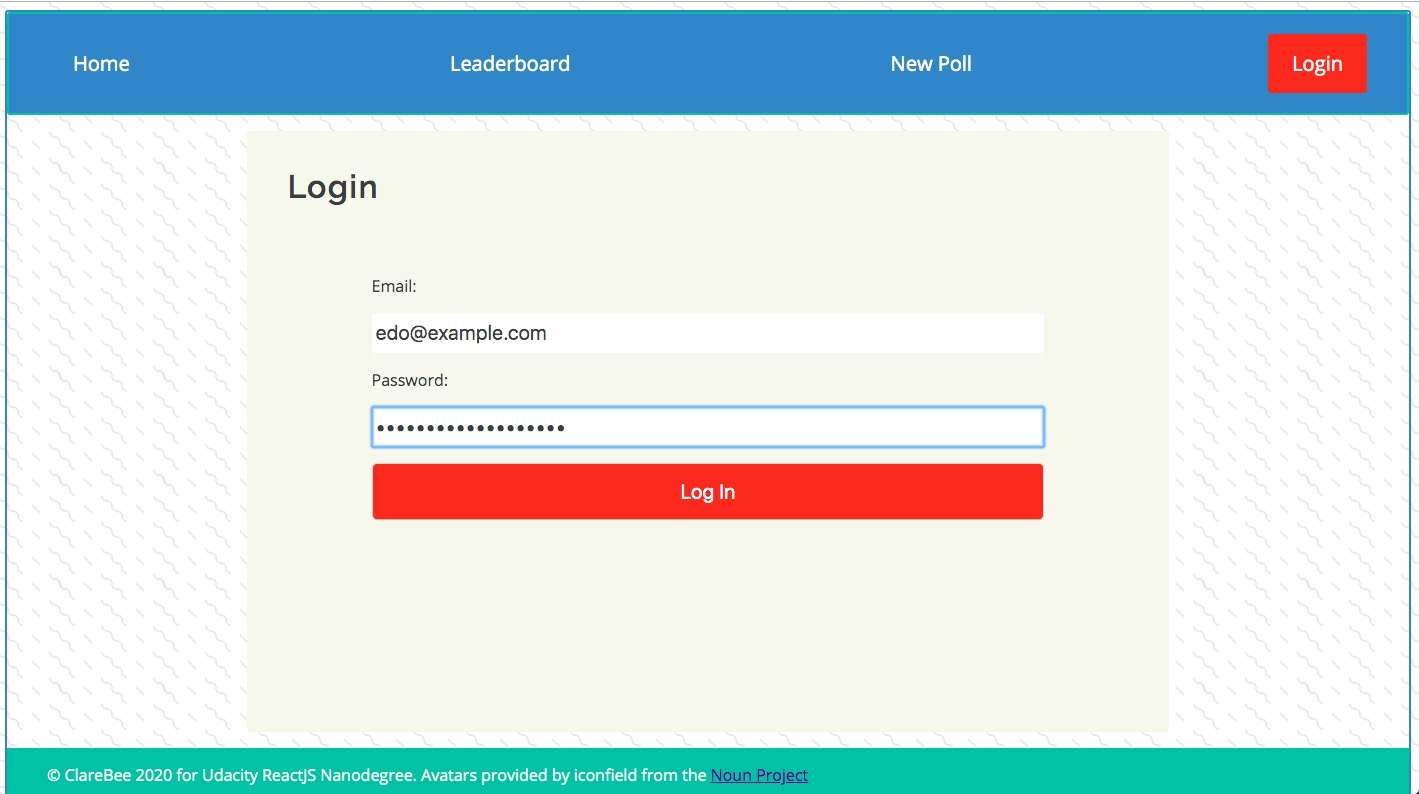 Home Leaderboard New Poll Login
Login
Email:
edo@example.com
Password:
•••••••••••••••••••
Log In
© ClareBee 2020 for Udacity ReactJS Nanodegree. Avatars provided by iconfield from the Noun Project